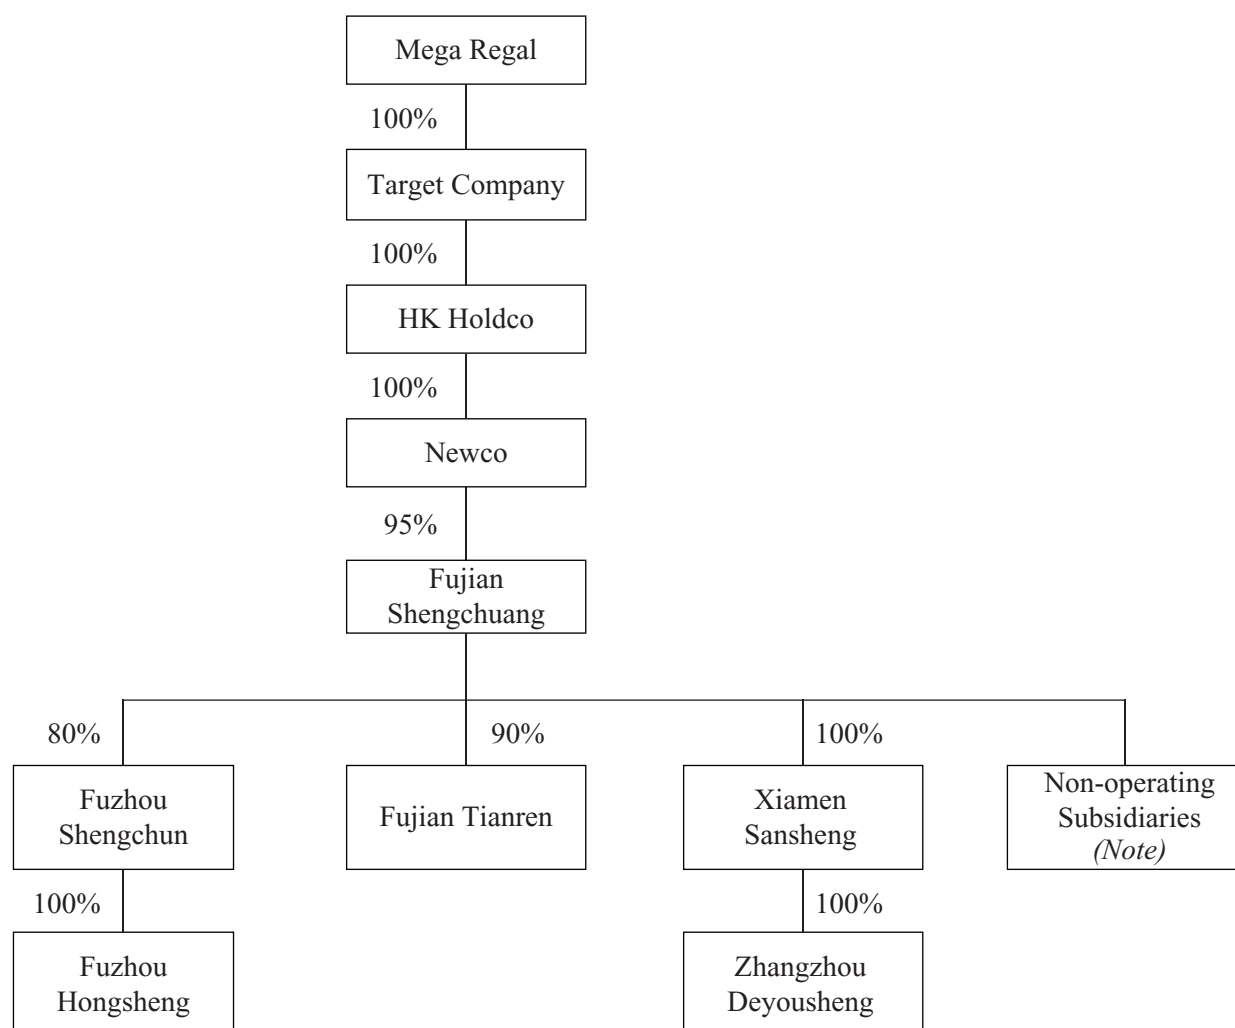 Mega Regal
100%
Target Company
100%
HK Holdco
100%
Newco
95%
Fujian
Shengchuang
80%
90%
100%
Fuzhou
Shengchun
Fujian Tianren
Xiamen
Sansheng
Non-operating
Subsidiaries
(Note)
100%
100%
Fuzhou
Hongsheng
Zhangzhou
Deyousheng